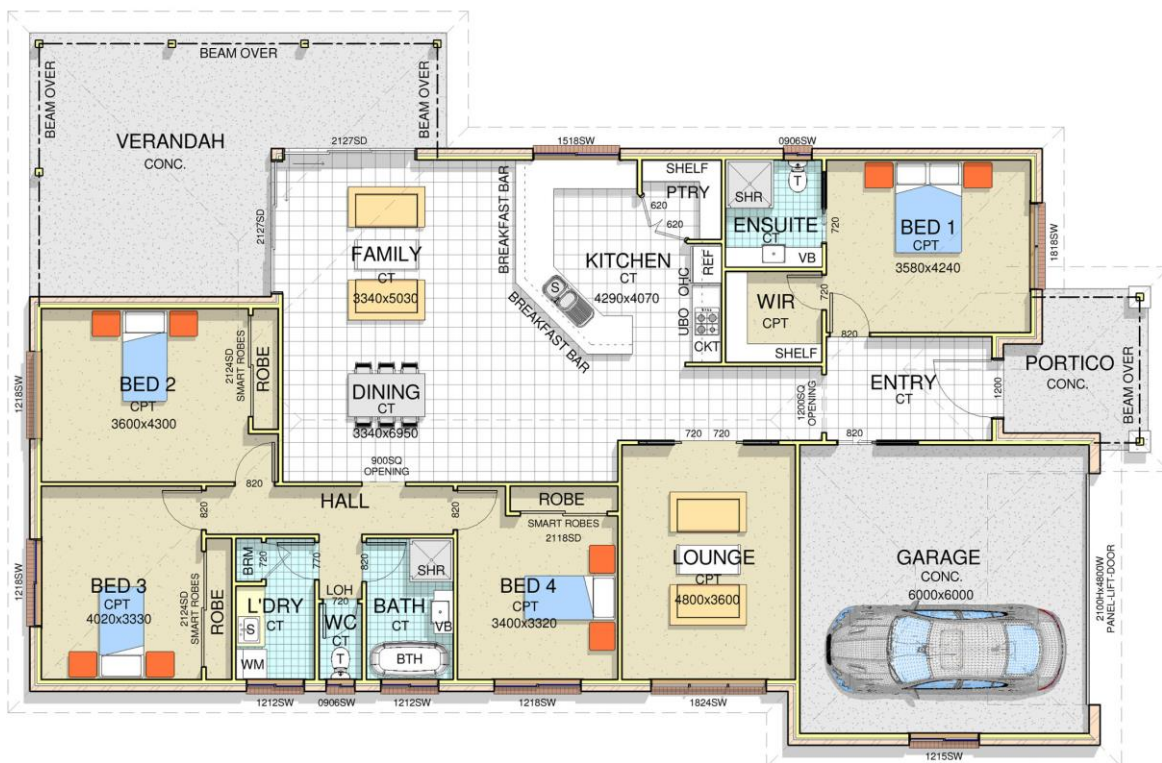 BEAM OVER
BEAM OVER
BEAM OVER
VERANDAH
CONC.
2127SD
2127SD
1518SW
0906SW
FAMILY
CT
3340x5030
BREAKFAST BAR
BREAKFAST BAR
KITCHEN
CT
4290x4070
S
SHELF
PTRY
620
620
REF
OHC
UBO
CKT
SHR
T
ENSUITE
CT
VB
720
BED 1
CPT
3580x4240
1818SW
WIR
CPT
SHELF
720
820
ENTRY
CT
1200
PORTICO
CONC.
BEAM OVER
1200SQ
OPENING
DINING
CT
3340x6950
900SQ
OPENING
1218SW
BED 2
CPT
3600x4300
2124SD
SMART ROBES
ROBE
820
HALL
820
820
1218SW
BED 3
CPT
4020x3330
2124SD
SMART ROBES
ROBE
BRM
720
770
L'DRY
CT
S
WM
LOH
720
WC
CT
T
820
SHR
BATH
CT
VB
BTH
ROBE
SMART ROBES
2118SD
BED 4
CPT
3400x3320
720 720
LOUNGE
CPT
4800x3600
820
GARAGE
CONC.
6000x6000
2100Hx4800W
PANEL-LIFT-DOOR
1212SW
0906SW
1212SW
1218SW
1824SW
1215SW